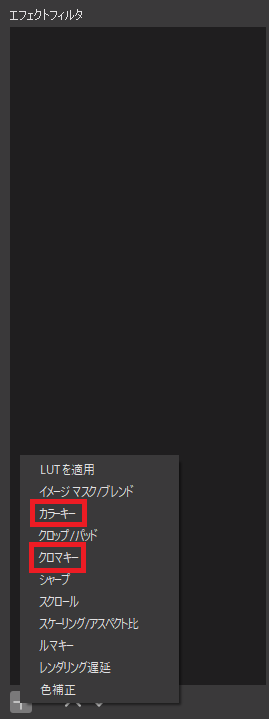 エフェクトフィルタ
LUTを適用
イメージ マスク/ブレンド
カラーキー
クロップ/パッド
クロマキー
シャープ
スクロール
スケーリング/アスペクト比
ルマキー
レンダリング遅延
色補正